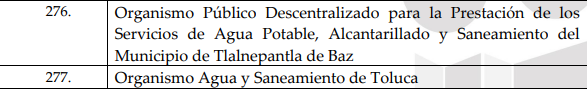 276. Organismo Público Descentralizado para la Prestación de los
Servicios de Agua Potable, Alcantarillado y Saneamiento del
Municipio de Tlalnepantla de Baz
277. Organismo Agua y Saneamiento de Toluca